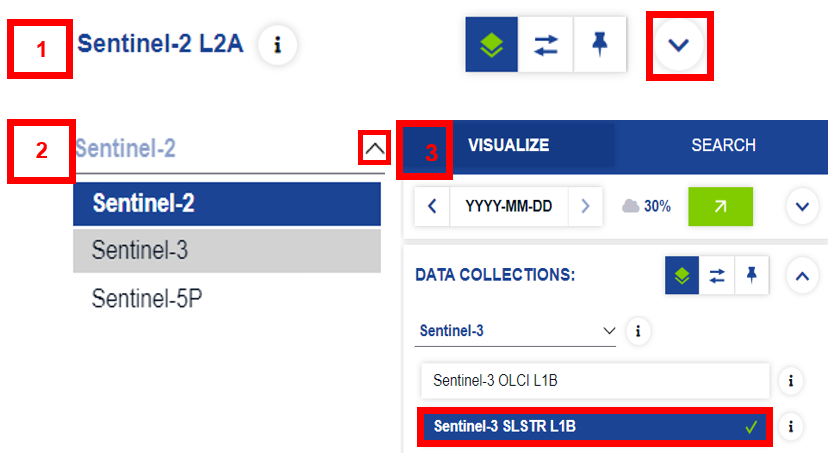 1
Sentinel-2 L2A i
2
Sentinel-2
Sentinel-2
Sentinel-3
Sentinel-5P
3
VISUALIZE SEARCH
YYYY-MM-DD 30%
DATA COLLECTIONS:
Sentinel-3 i
Sentinel-3 OLCI L1B i
Sentinel-3 SLSTR L1B i